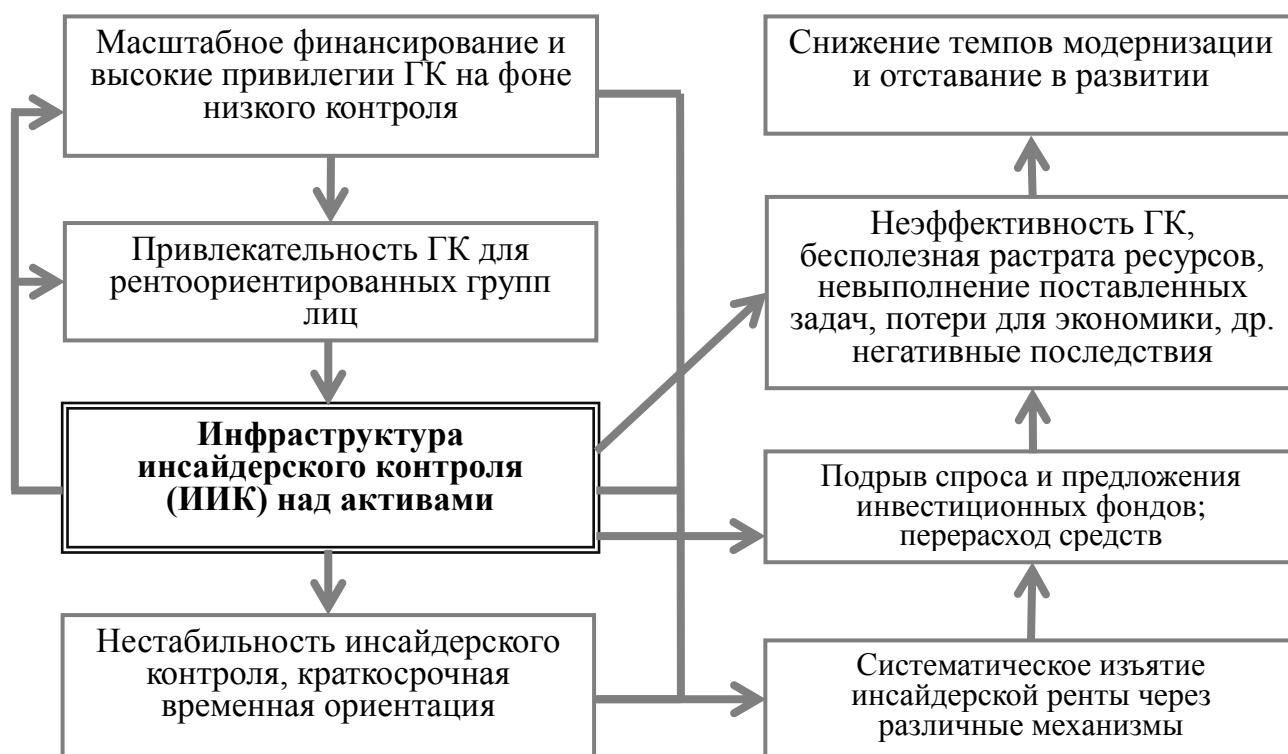 Масштабное финансирование и
высокие привилегии ГК на фоне
низкого контроля
Привлекательность ГК для
рентоориентированных групп
лиц
Инфраструктура
инсайдерского контроля
(ИИК) над активами
Нестабильность инсайдерского
контроля, краткосрочная
временная ориентация
Снижение темпов модернизации
и отставание в развитии
Неэффективность ГК,
бесполезная растрата ресурсов,
невыполнение поставленных
задач, потери для экономики, др.
негативные последствия
Подрыв спроса и предложения
инвестиционных фондов;
перерасход средств
Систематическое изъятие
инсайдерской ренты через
различные механизмы